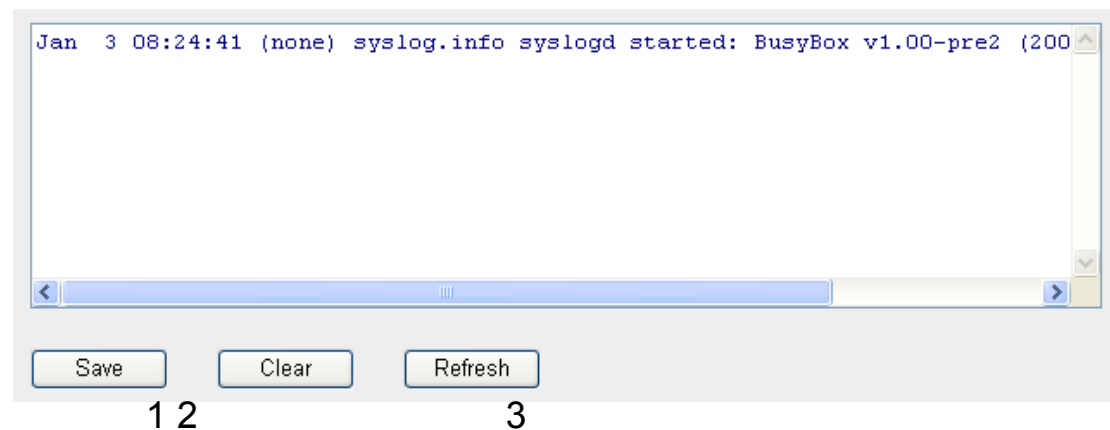 Jan  3 08:24:41 (none) syslog.info syslogd started: BusyBox v1.00-pre2 (200
Save Clear Refresh
1 2 3